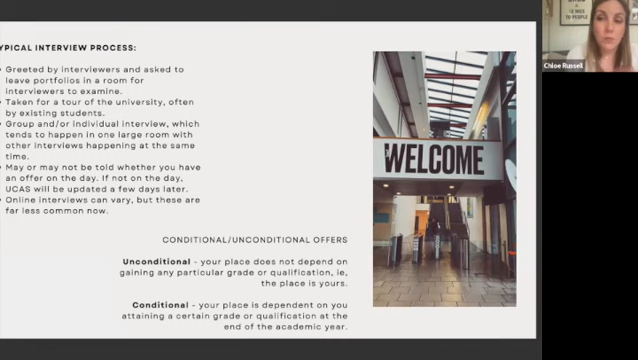 YPICAL INTERVIEW PROCESS:
Greeted by interviewers and asked to
leave portfolios in a room for
interviewers to examine.
Taken for a tour of the university, often
by existing students.
Group and/or individual interview, which
tends to happen in one large room with
other interviews happening at the same
time.
May or may not be told whether you have
an offer on the day. If not on the day,
UCAS will be updated a few days later.
Online interviews can vary, but these are
far less common now.
CONDITIONAL/UNCONDITIONAL OFFERS
Unconditional - your place does not depend on
gaining any particular grade or qualification, ie,
the place is yours.
Conditional - your place is dependent on you
attaining a certain grade or qualification at the
end of the academic year.
WELCOME
TO PEOPLE
Chloe Russell